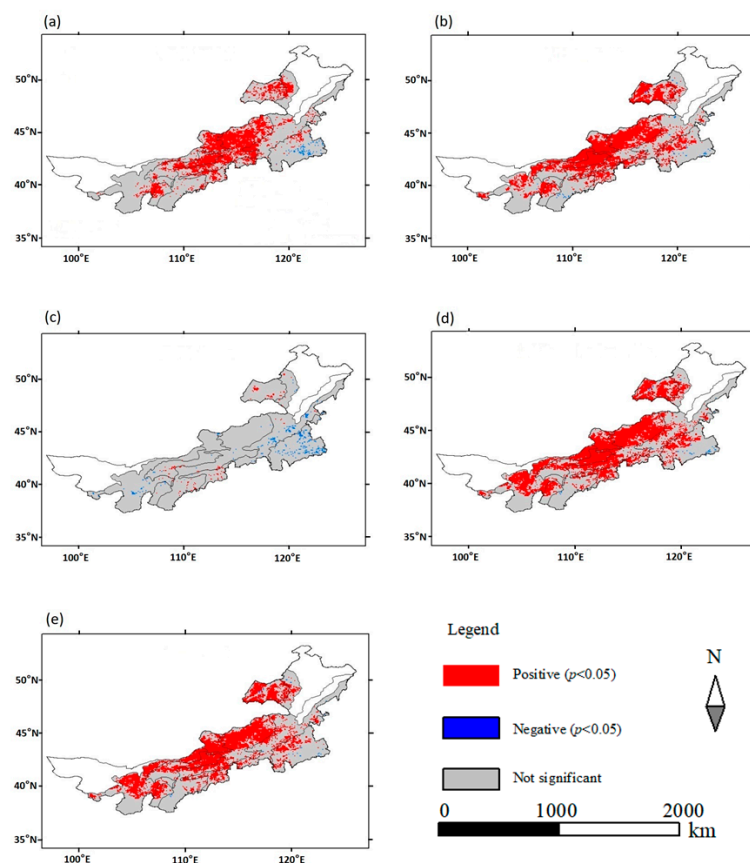 (a)
50°N
45°N
40°N
35°N
100°E 110°E 120°E
(b)
50°N
45°N
40°N
35°N
100°E 110°E 120°E
(c)
50°N
45°N
40°N
35°N
100°E 110°E 120°E
(d)
50°N
45°N
40°N
35°N
100°E 110°E 120°E
(e)
50°N
45°N
40°N
35°N
100°E 110°E 120°E
Legend
Positive (p<0.05)
Negative (p<0.05)
Not significant
N
0 1000 2000
km